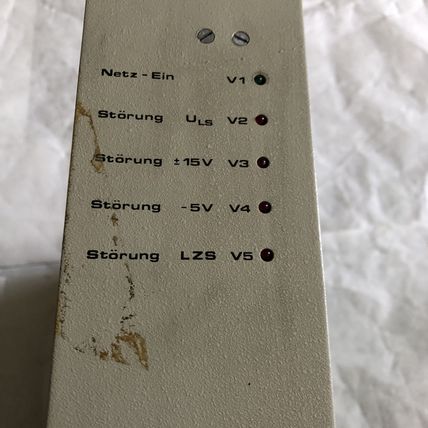 Netz - Ein V1
Störung ULS V2
Störung ±15V V3
Störung -5V V4
Störung LZS V5